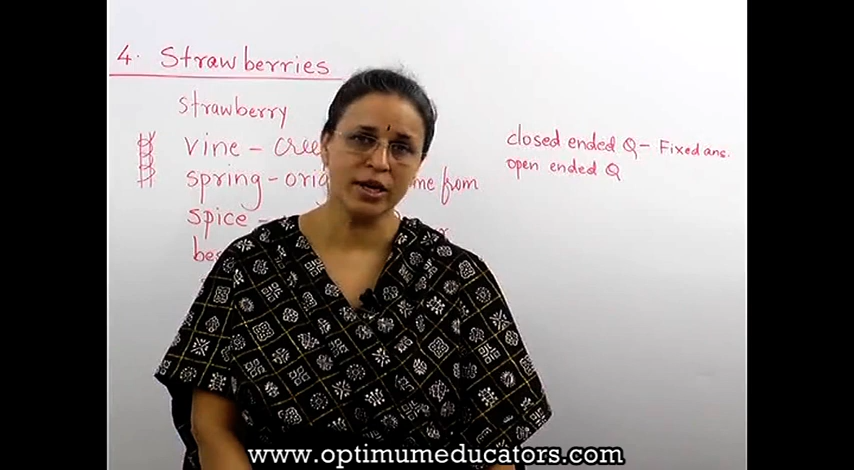 4. Strawberries
strawberry
vine - cree
spring - orig me from
spice -
closed ended Q - Fixed ans.
open ended Q
www.optimumeducators.com